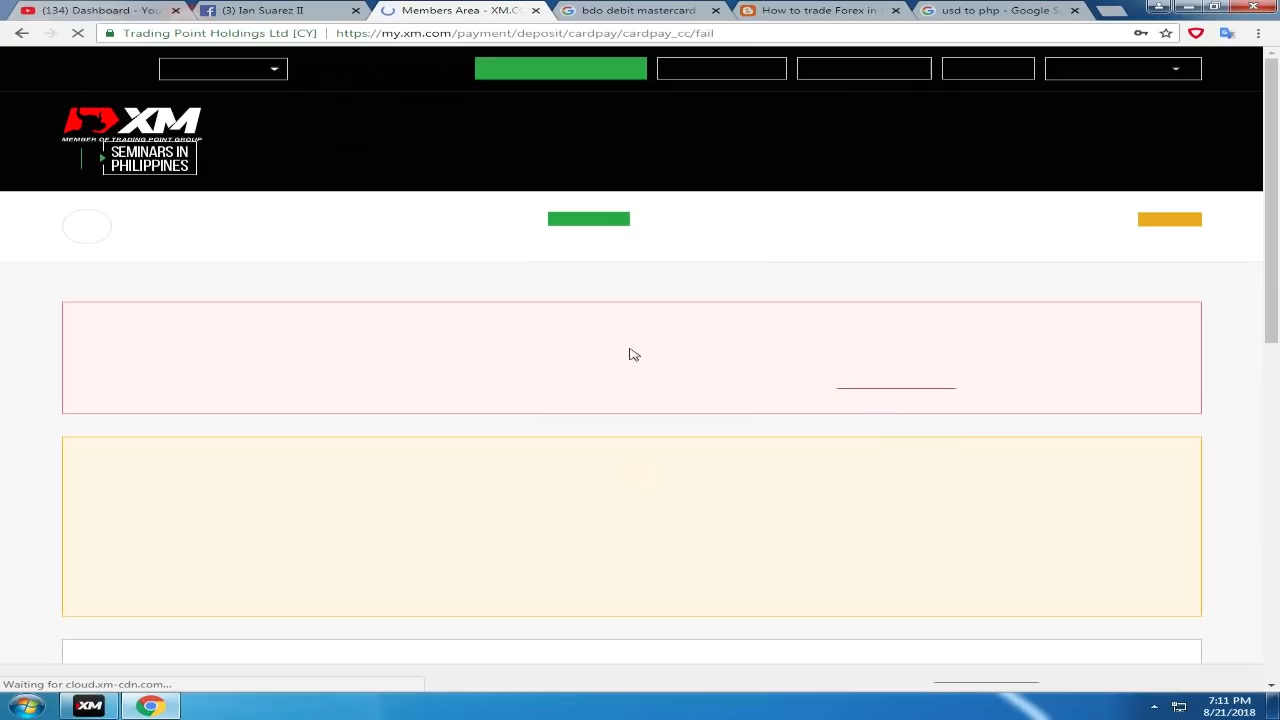 (134) Dashboard - You
(3) Ian Suarez II
Members Area - XM.CO
bdo debit mastercard
How to trade Forex in
usd to php - Google S
Trading Point Holdings Ltd [CY]
https://my.xm.com/payment/deposit/cardpay/cardpay_cc/fail
XM
MEMBER OF TRADING POINT GROUP
SEMINARS IN
PHILIPPINES
Waiting for cloud.xm-cdn.com...
XM
7:11 PM
8/21/2018